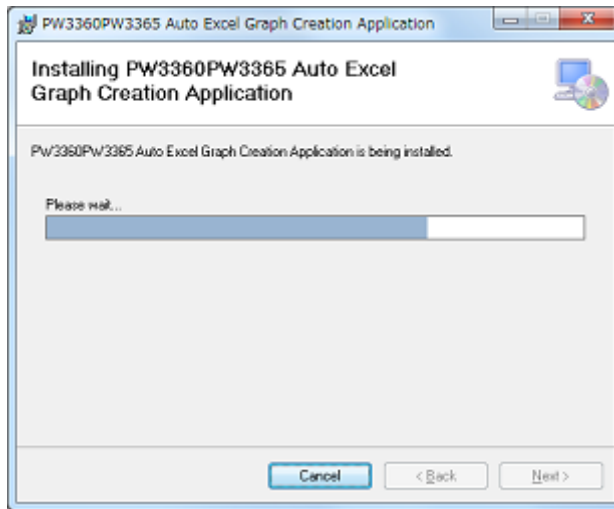 PW3360PW3365 Auto Excel Graph Creation Application
Installing PW3360PW3365 Auto Excel
Graph Creation Application
PW3360PW3365 Auto Excel Graph Creation Application is being installed.
Please wait...
Cancel
< Back
Next >